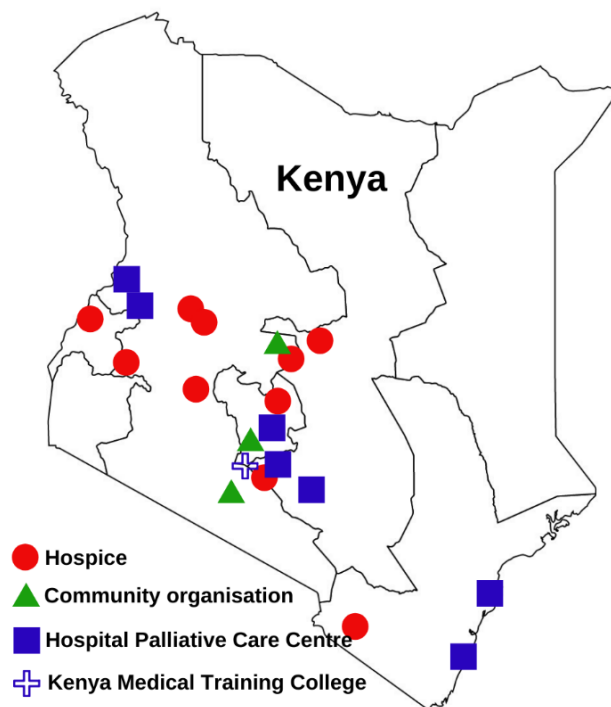 Kenya
Hospice
Community organisation
Hospital Palliative Care Centre
Kenya Medical Training College